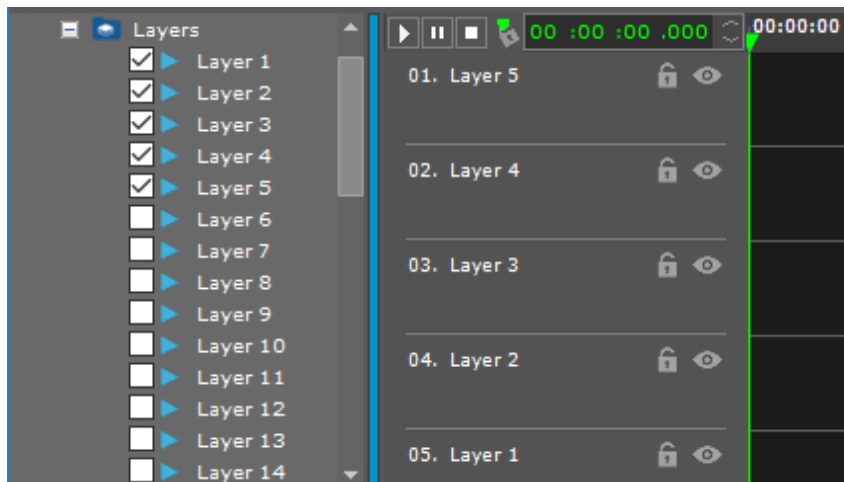 Layers
Layer 1
Layer 2
Layer 3
Layer 4
Layer 5
Layer 6
Layer 7
Layer 8
Layer 9
Layer 10
Layer 11
Layer 12
Layer 13
Layer 14
00 :00 :00 .000
00:00:00
01. Layer 5
02. Layer 4
03. Layer 3
04. Layer 2
05. Layer 1